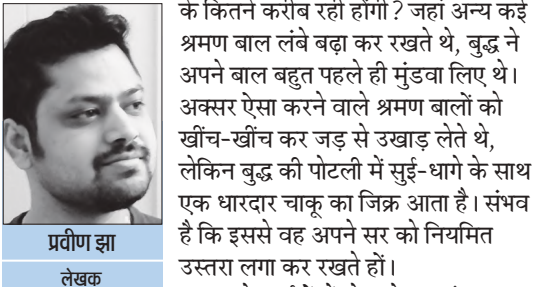 के कितने करीब रही होंगी? जहां अन्य कई
श्रमण बाल लंबे बढ़ा कर रखते थे, बुद्ध ने
अपने बाल बहुत पहले ही मुंडवा लिए थे।
अक्सर ऐसा करने वाले श्रमण बालों को
खींच-खींच कर जड़ से उखाड़ लेते थे,
लेकिन बुद्ध की पोटली में सुई-धागे के साथ
एक धारदार चाकू का जिक्र आता है। संभव
है कि इससे वह अपने सर को नियमित
उस्तरा लगा कर रखते हों।
प्रवीण झा
लेखक